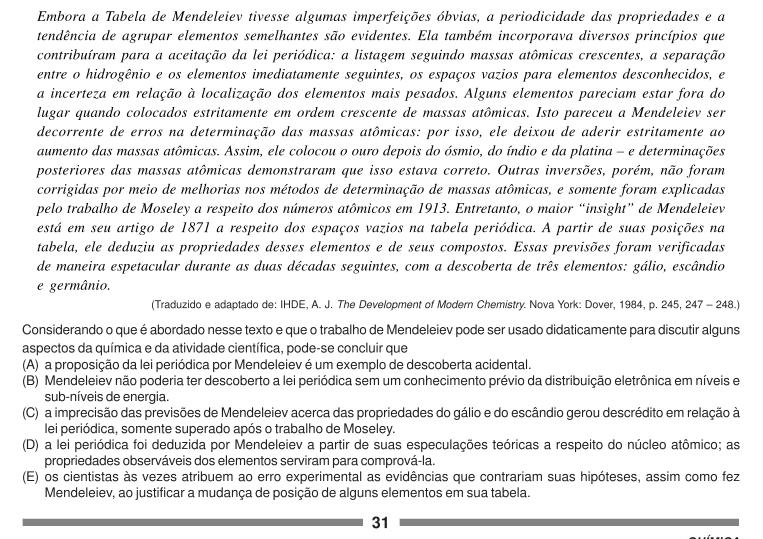 Embora a Tabela de Mendeleiev tivesse algumas imperfeições óbvias, a periodicidade das propriedades e a
tendência de agrupar elementos semelhantes são evidentes. Ela também incorporava diversos princípios que
contribuíram para a aceitação da lei periódica: a listagem seguindo massas atômicas crescentes, a separação
entre o hidrogênio e os elementos imediatamente seguintes, os espaços vazios para elementos desconhecidos, e
a incerteza em relação à localização dos elementos mais pesados. Alguns elementos pareciam estar fora do
lugar quando colocados estritamente em ordem crescente de massas atômicas. Isto pareceu a Mendeleiev ser
decorrente de erros na determinação das massas atômicas: por isso, ele deixou de aderir estritamente ao
aumento das massas atômicas. Assim, ele colocou o ouro depois do ósmio, do índio e da platina – e determinações
posteriores das massas atômicas demonstraram que isso estava correto. Outras inversões, porém, não foram
corrigidas por meio de melhorias nos métodos de determinação de massas atômicas, e somente foram explicadas
pelo trabalho de Moseley a respeito dos números atômicos em 1913. Entretanto, o maior “insight” de Mendeleiev
está em seu artigo de 1871 a respeito dos espaços vazios na tabela periódica. A partir de suas posições na
tabela, ele deduziu as propriedades desses elementos e de seus compostos. Essas previsões foram verificadas
de maneira espetacular durante as duas décadas seguintes, com a descoberta de três elementos: gálio, escândio
e germânio.
(Traduzido e adaptado de: IHDE, A. J. The Development of Modern Chemistry. Nova York: Dover, 1984, p. 245, 247 – 248.)
Considerando o que é abordado nesse texto e que o trabalho de Mendeleiev pode ser usado didaticamente para discutir alguns
aspectos da química e da atividade científica, pode-se concluir que
(A) a proposição da lei periódica por Mendeleiev é um exemplo de descoberta acidental.
(B) Mendeleiev não poderia ter descoberto a lei periódica sem um conhecimento prévio da distribuição eletrônica em níveis e
sub-níveis de energia.
(C) a imprecisão das previsões de Mendeleiev acerca das propriedades do gálio e do escândio gerou descrédito em relação à
lei periódica, somente superado após o trabalho de Moseley.
(D) a lei periódica foi deduzida por Mendeleiev a partir de suas especulações teóricas a respeito do núcleo atômico; as
propriedades observáveis dos elementos serviram para comprová-la.
(E) os cientistas às vezes atribuem ao erro experimental as evidências que contrariam suas hipóteses, assim como fez
Mendeleiev, ao justificar a mudança de posição de alguns elementos em sua tabela.
31